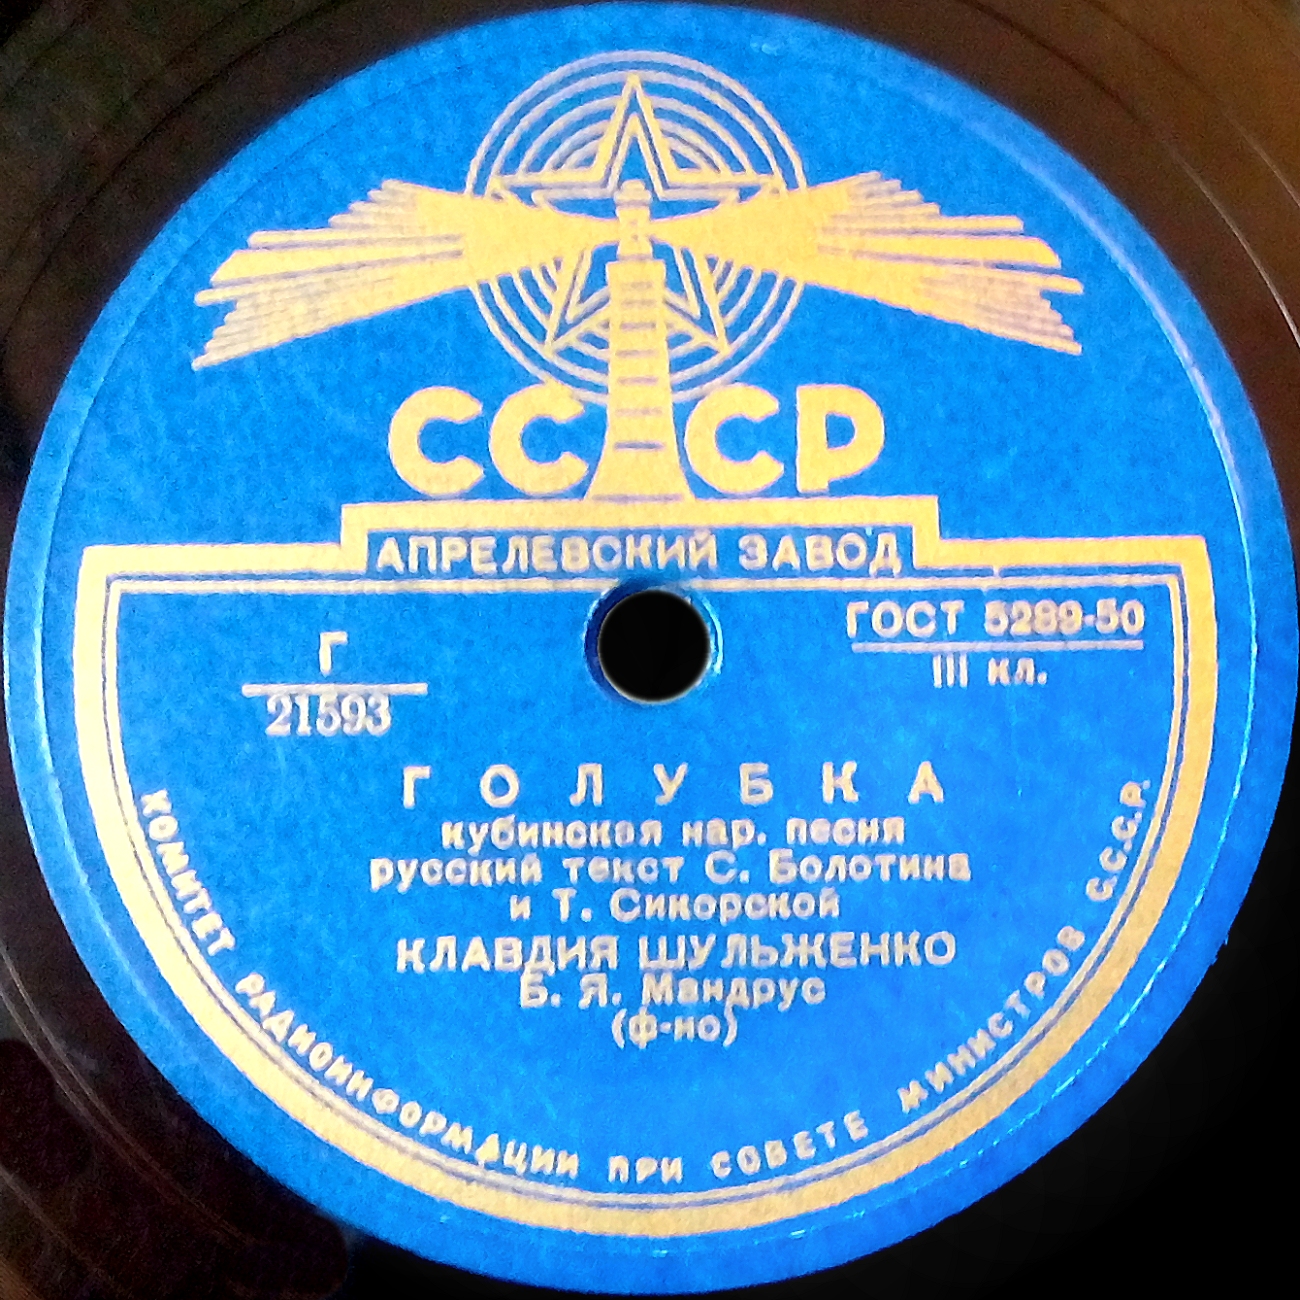 СССР
АПРЕЛЕВСКИЙ ЗАВОД
Г
21593
ГОСТ 5289-50
III кл.
ГОЛУБКА
кубинская нар. песня
русский текст С. Болотина
и Т. Сикорской
КЛАВДИЯ ШУЛЬЖЕНКО
Б. Я. Мандрус
(ф-но)
КОМИТЕТ РАДИОИНФОРМАЦИИ ПРИ СОВЕТЕ МИНИСТРОВ С.С.С.Р.